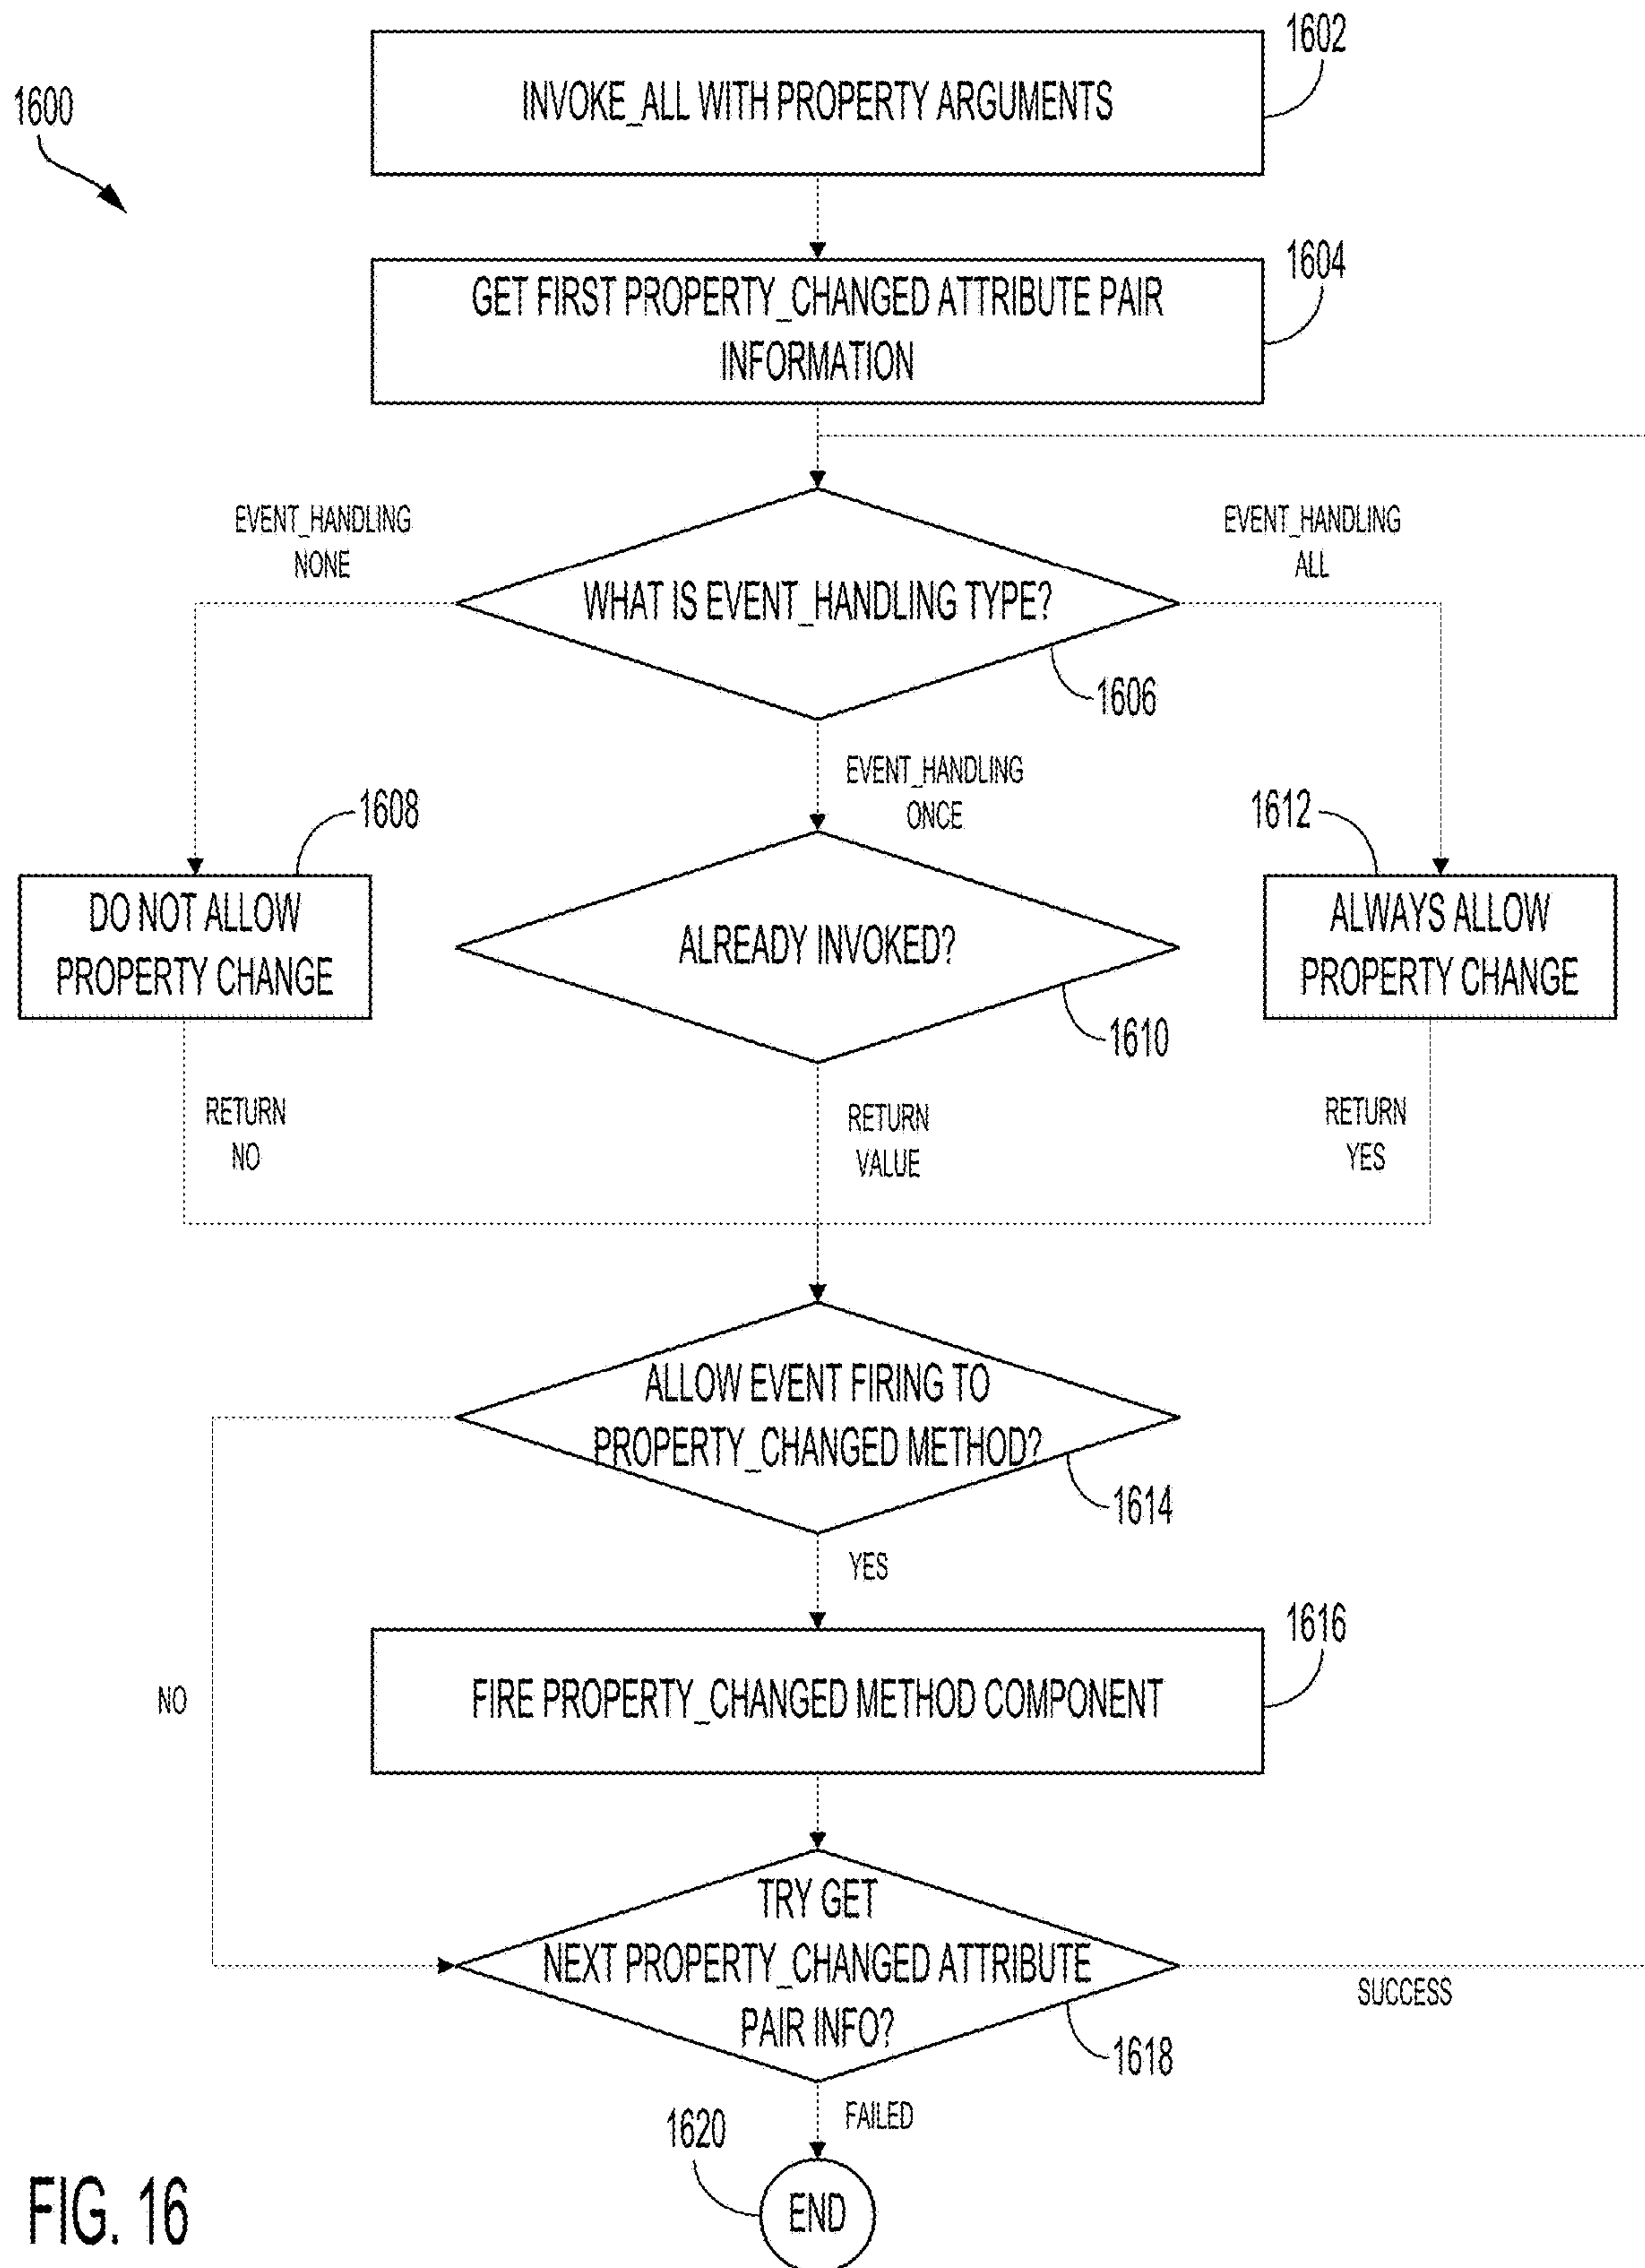 1602
INVOKE_ALL WITH PROPERTY ARGUMENTS
1600
1604
GET FIRST PROPERTY_CHANGED ATTRIBUTE PAIR
INFORMATION
EVENT_HANDLING
NONE
EVENT_HANDLING
ALL
WHAT IS EVENT_HANDLING TYPE?
1606
EVENT_HANDLING
ONCE
1608
1612
DO NOT ALLOW
PROPERTY CHANGE
ALREADY INVOKED?
ALWAYS ALLOW
PROPERTY CHANGE
1610
RETURN
NO
RETURN
VALUE
RETURN
YES
ALLOW EVENT FIRING TO
PROPERTY_CHANGED METHOD?
1614
YES
1616
NO
FIRE PROPERTY_CHANGED METHOD COMPONENT
TRY GET
NEXT PROPERTY_CHANGED ATTRIBUTE
PAIR INFO?
SUCCESS
1618
FAILED
1620
END
FIG. 16